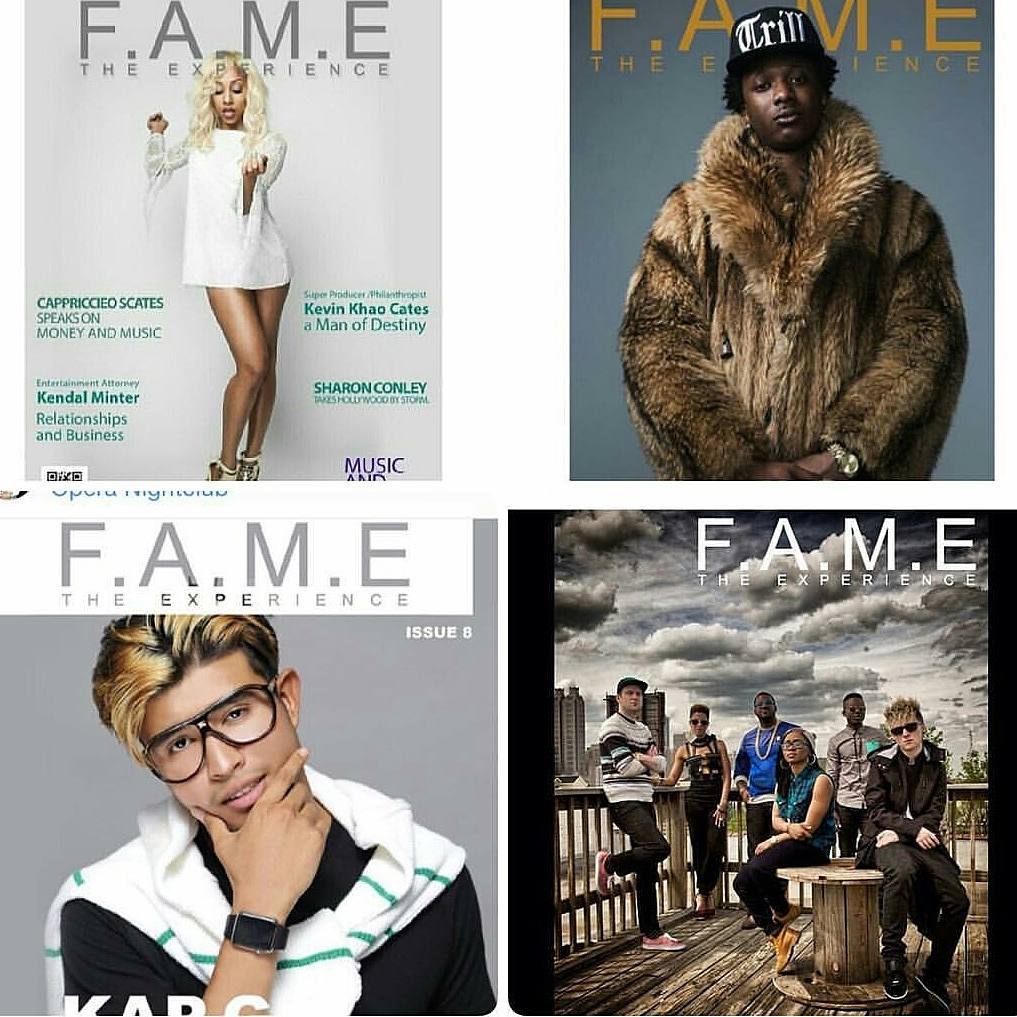 F.A.M.E
THE EXPERIENCE
CAPPRICCIEO SCATES
SPEAKS ON
MONEY AND MUSIC
Super Producer /Philanthropist
Kevin Khao Cates
a Man of Destiny
Entertainment Attorney
Kendal Minter
Relationships
and Business
SHARON CONLEY
TAKES HOLLYWOOD BY STORM.
MUSIC
AND
F.A.M.E
THE E IENCE
Trill
Opera Nightclub
F.A.M.E
THE EXPERIENCE
ISSUE 8
KAP G
F.A.M.E
THE EXPERIENCE